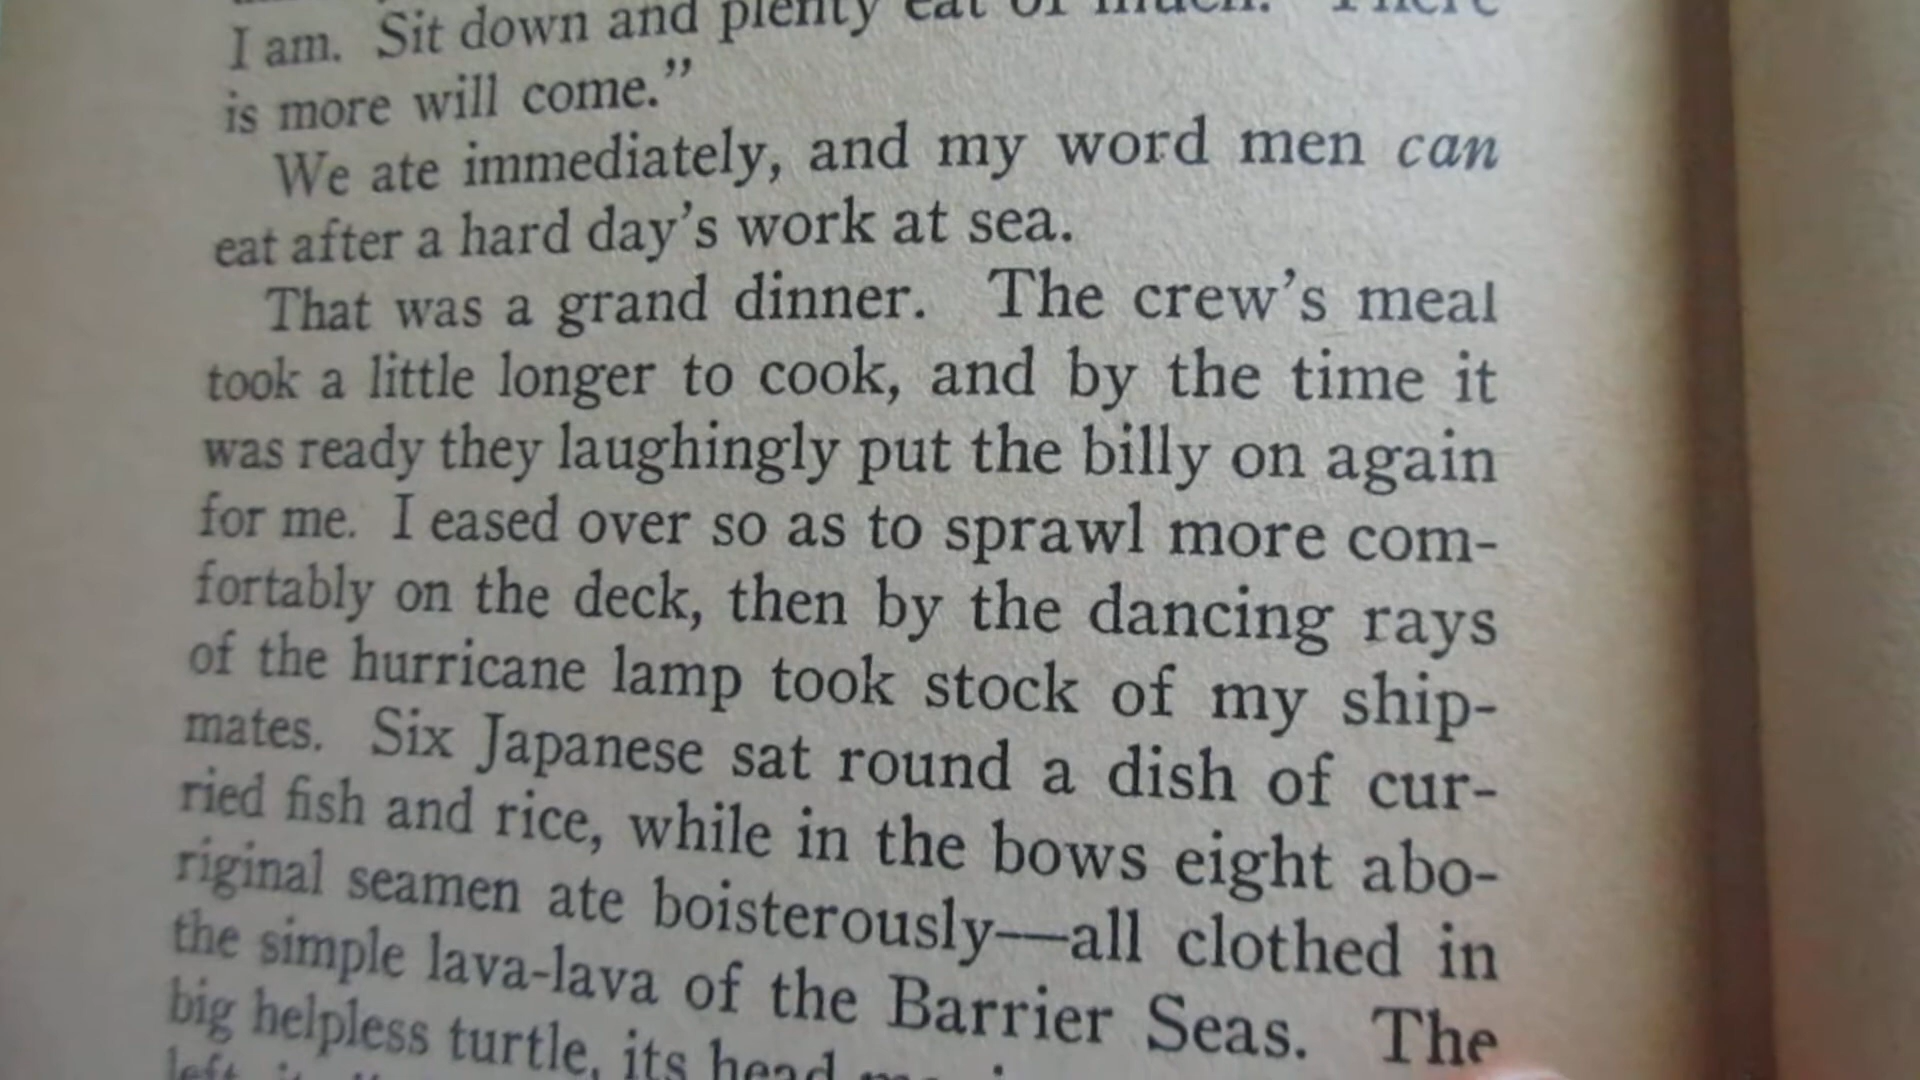 I am. Sit down and plenty eat of much. There
is more will come.”
We ate immediately, and my word men can
eat after a hard day’s work at sea.
That was a grand dinner. The crew’s meal
took a little longer to cook, and by the time it
was ready they laughingly put the billy on again
for me. I eased over so as to sprawl more com-
fortably on the deck, then by the dancing rays
of the hurricane lamp took stock of my ship-
mates. Six Japanese sat round a dish of cur-
ried fish and rice, while in the bows eight abo-
riginal seamen ate boisterously—all clothed in
the simple lava-lava of the Barrier Seas. The
big helpless turtle, its head
left